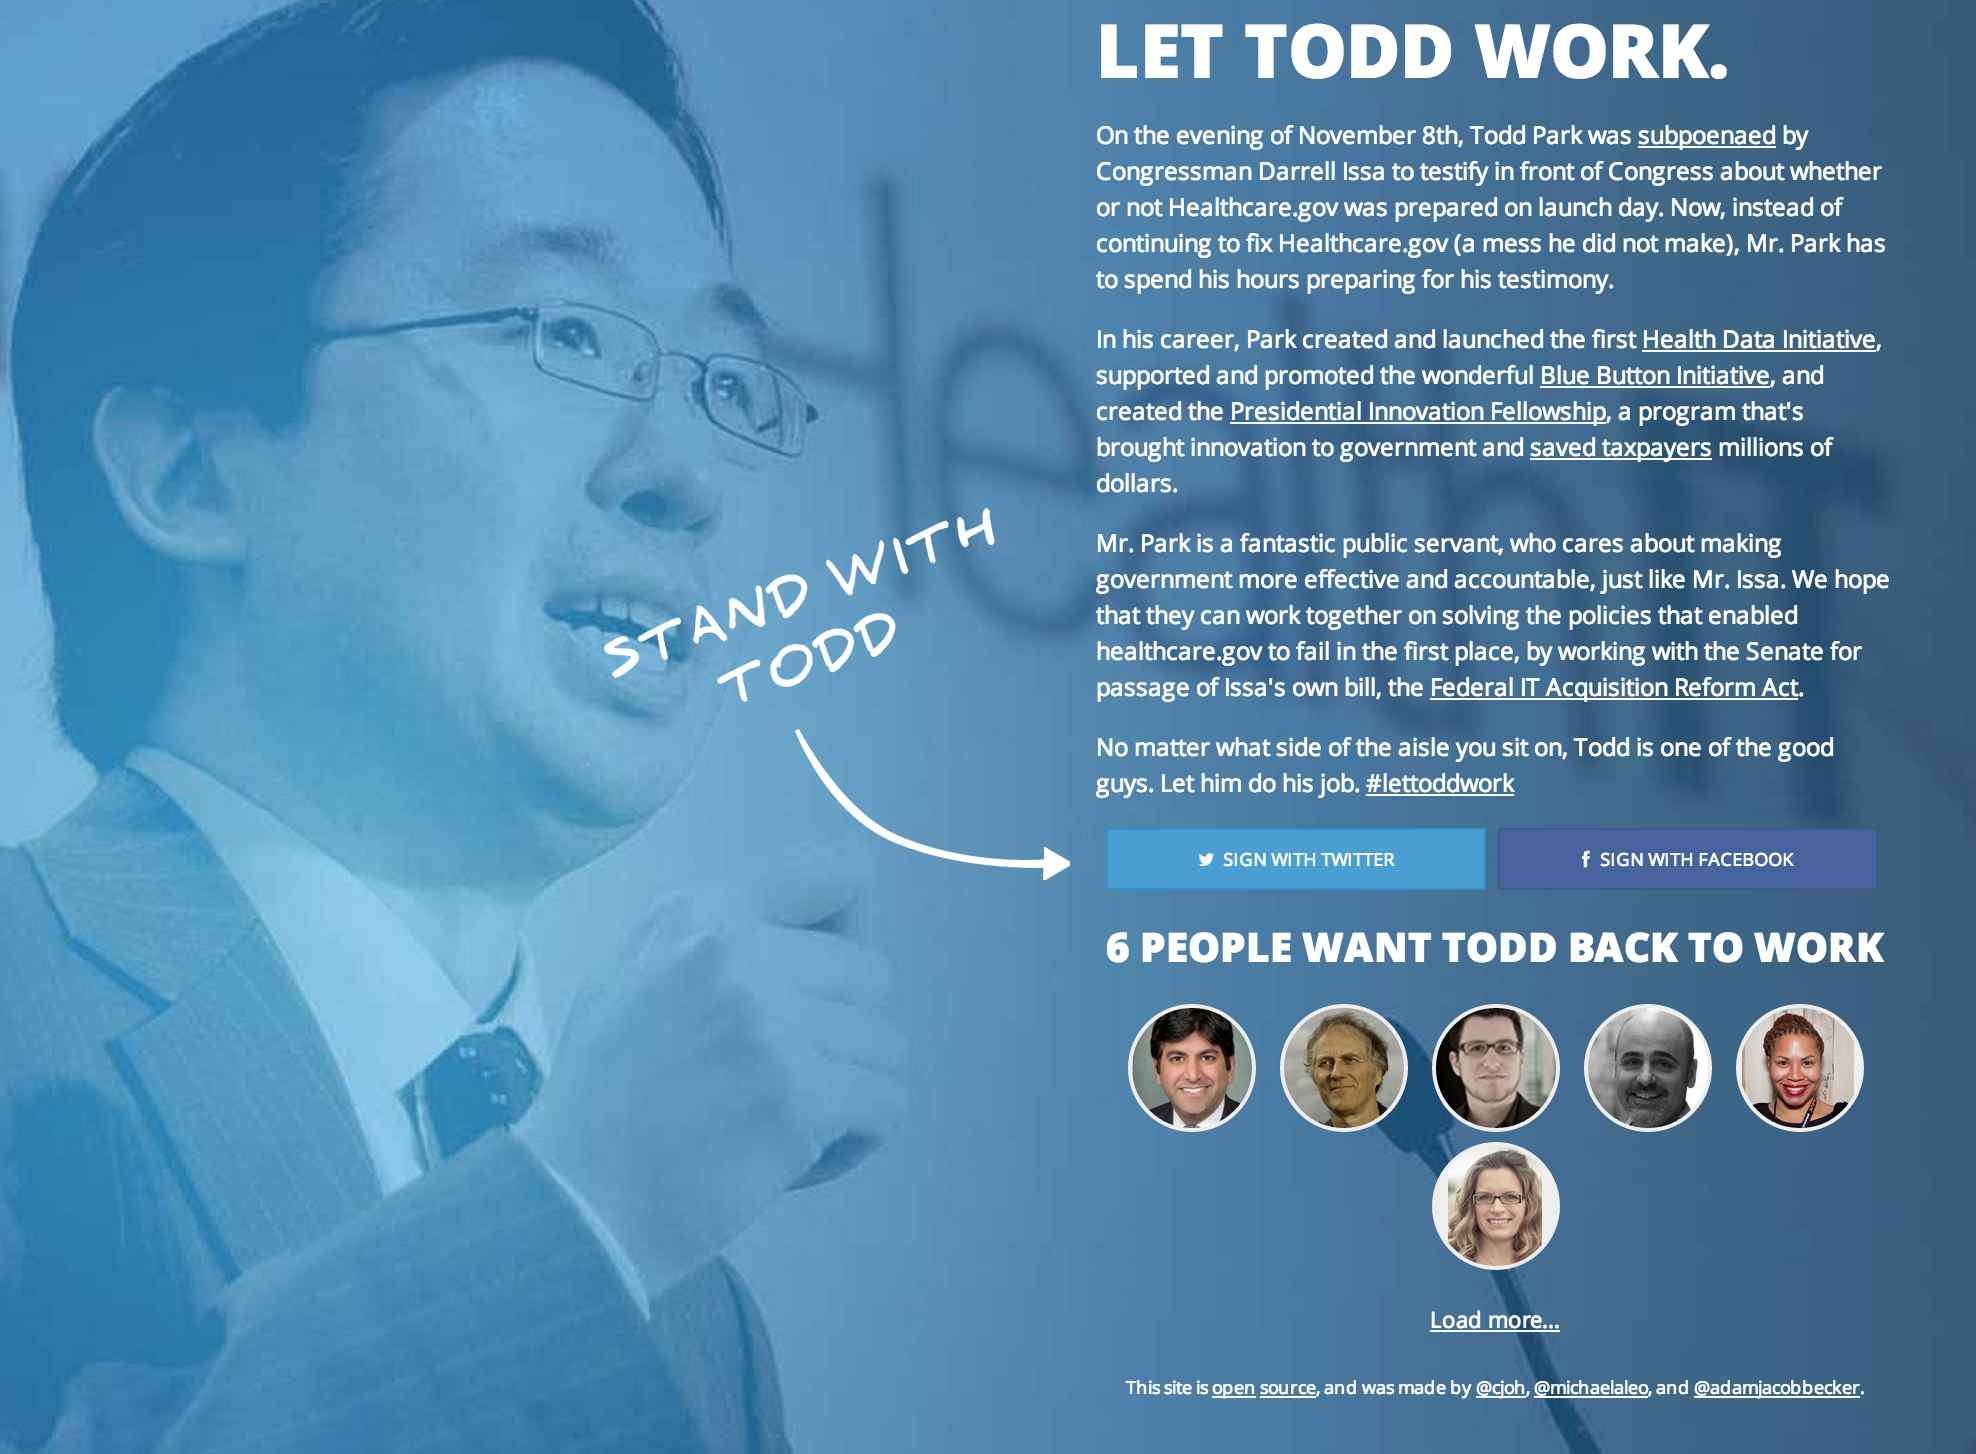 LET TODD WORK.
On the evening of November 8th, Todd Park was subpoenaed by
Congressman Darrell Issa to testify in front of Congress about whether
or not Healthcare.gov was prepared on launch day. Now, instead of
continuing to fix Healthcare.gov (a mess he did not make), Mr. Park has
to spend his hours preparing for his testimony.
In his career, Park created and launched the first Health Data Initiative,
supported and promoted the wonderful Blue Button Initiative, and
created the Presidential Innovation Fellowship, a program that's
brought innovation to government and saved taxpayers millions of
dollars.
Mr. Park is a fantastic public servant, who cares about making
government more effective and accountable, just like Mr. Issa. We hope
that they can work together on solving the policies that enabled
healthcare.gov to fail in the first place, by working with the Senate for
passage of Issa's own bill, the Federal IT Acquisition Reform Act.
No matter what side of the aisle you sit on, Todd is one of the good
guys. Let him do his job. #lettoddwork
STAND WITH
TODD
SIGN WITH TWITTER
SIGN WITH FACEBOOK
6 PEOPLE WANT TODD BACK TO WORK
Load more...
This site is open source, and was made by @cjoh, @michaelaleo, and @adamjacobbecker.